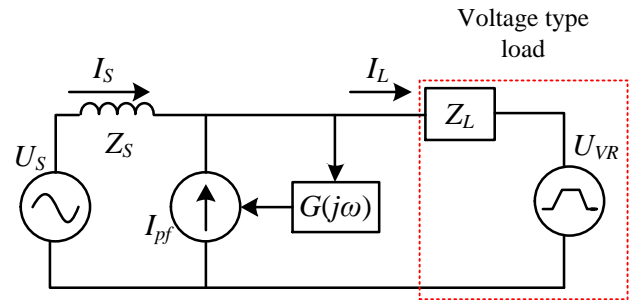 Voltage type
load
I_S
I_L
Z_S
Z_L
U_S
U_VR
I_pf
G(jω)